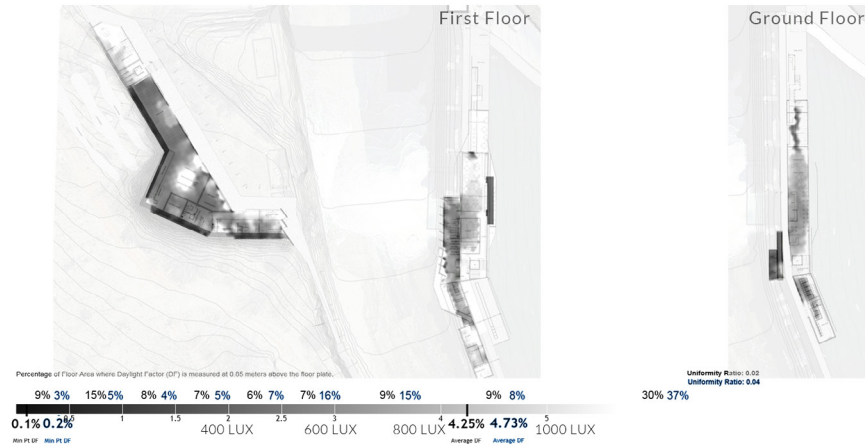 First Floor
Ground Floor
Percentage of Floor Area where Daylight Factor (DF) is measured at 0.85 meters above the floor plate.
Uniformity Ratio: 0.02
Uniformity Ratio: 0.04
9% 3% 15% 5% 8% 4% 7% 5% 6% 7% 7% 16% 9% 15% 9% 8% 30% 37%
0.5 1 1.5 2 2.5 3 4 5
0.1% 0.2% 400 LUX 600 LUX 800 LUX 4.25% 4.73% 1000 LUX
Min Pt DF Min Pt DF Average DF Average DF